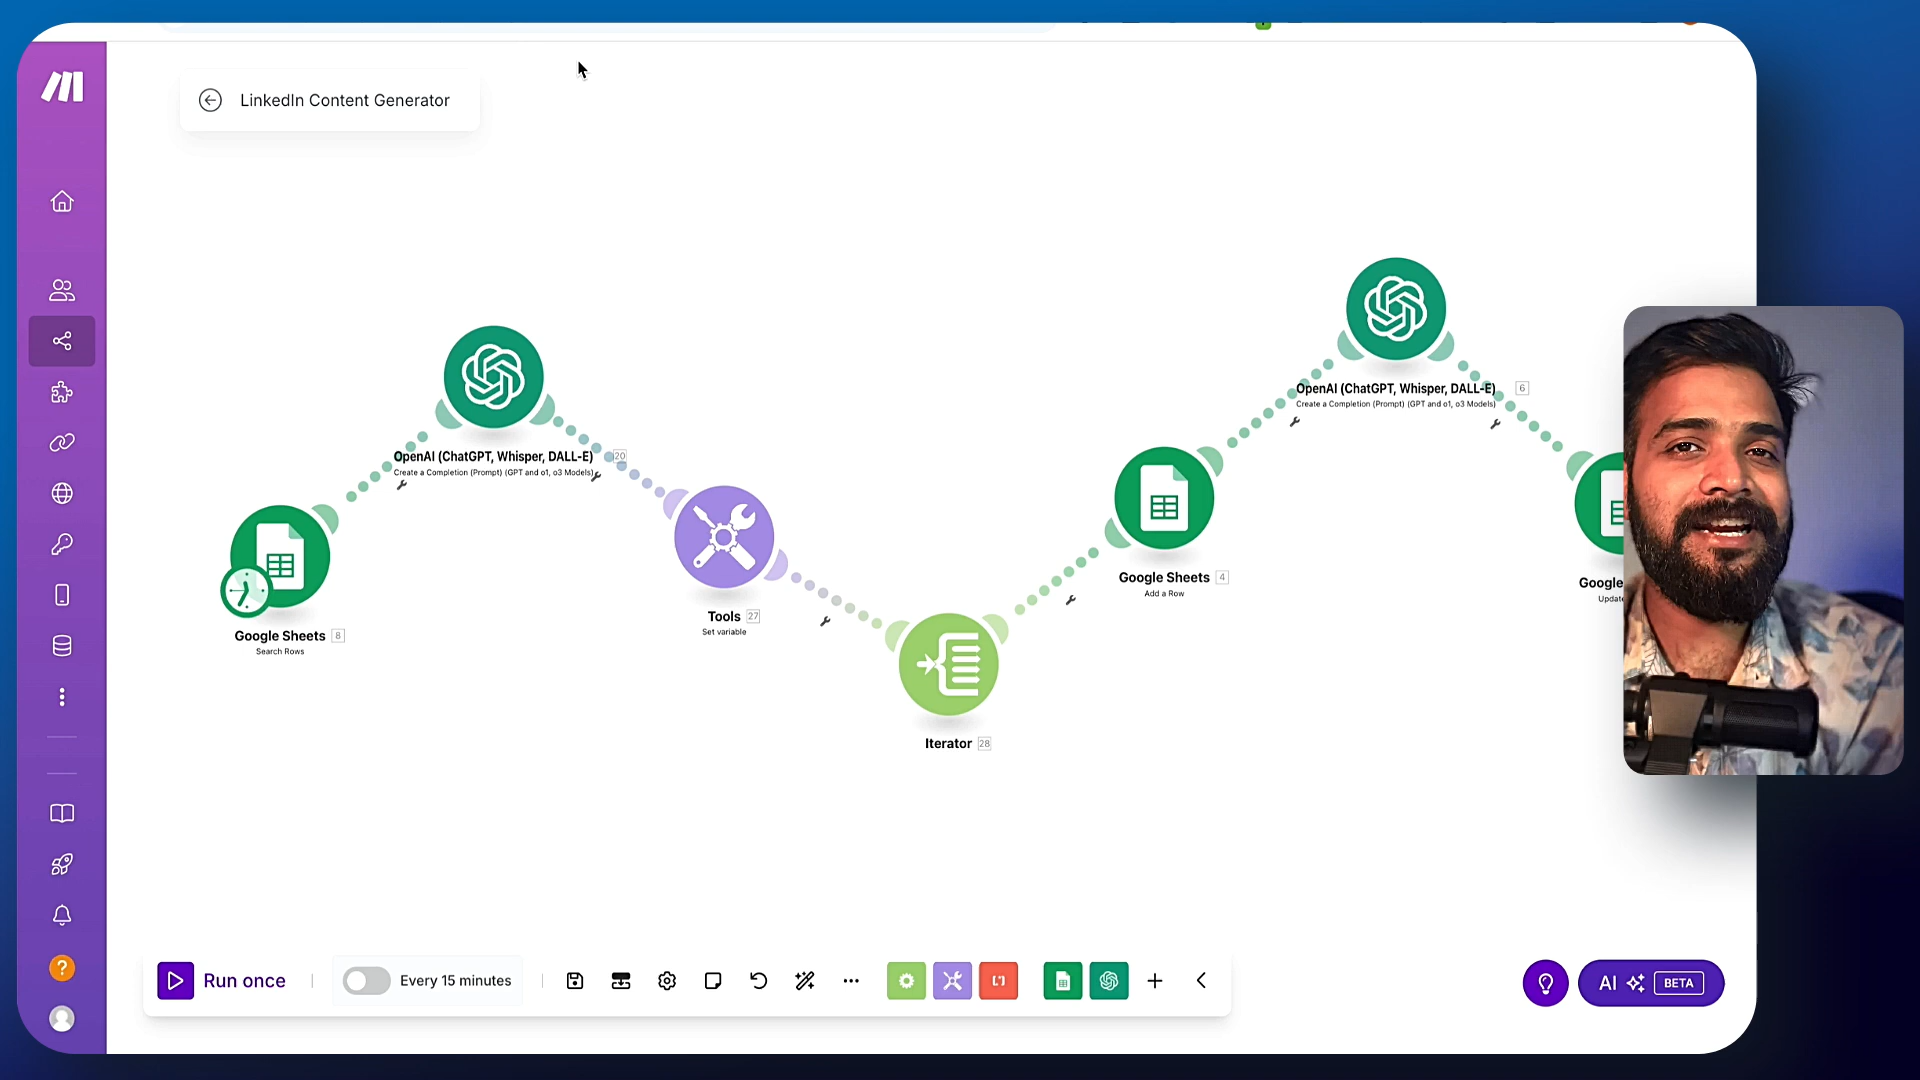 LinkedIn Content Generator
OpenAI (ChatGPT, Whisper, DALL-E) 6
Create a Completion (Prompt) (GPT and o1, o3 Models)
OpenAI (ChatGPT, Whisper, DALL-E) 20
Create a Completion (Prompt) (GPT and o1, o3 Models)
Google Sheets 4
Add a Row
Google
Update
Tools 27
Set variable
Google Sheets 8
Search Rows
Iterator 28
?
Run once
Every 15 minutes
AI BETA